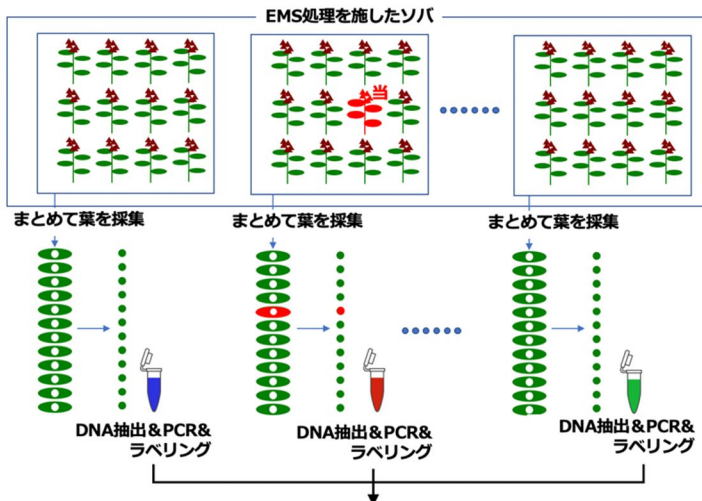 EMS処理を施したソバ
当
まとめて葉を採集
まとめて葉を採集
まとめて葉を採集
DNA抽出&PCR&
ラベリング
DNA抽出&PCR&
ラベリング
DNA抽出&PCR&
ラベリング